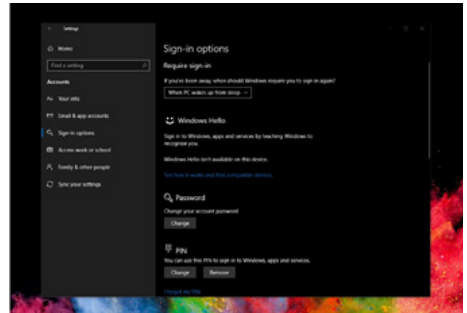 Settings
Home
Sign-in options
Find a setting
Require sign-in
Accounts
If you've been away, when should Windows require you to sign in again?
Your info
When PC wakes up from sleep
Email & app accounts
Windows Hello
Sign-in options
Sign in to Windows, apps and services by teaching Windows to
recognise you.
Access work or school
Windows Hello isn't available on this device.
Family & other people
See how it works and find compatible devices.
Sync your settings
Password
Change your account password
Change
PIN
You can use this PIN to sign in to Windows, apps and services.
Change Remove
I forgot my PIN